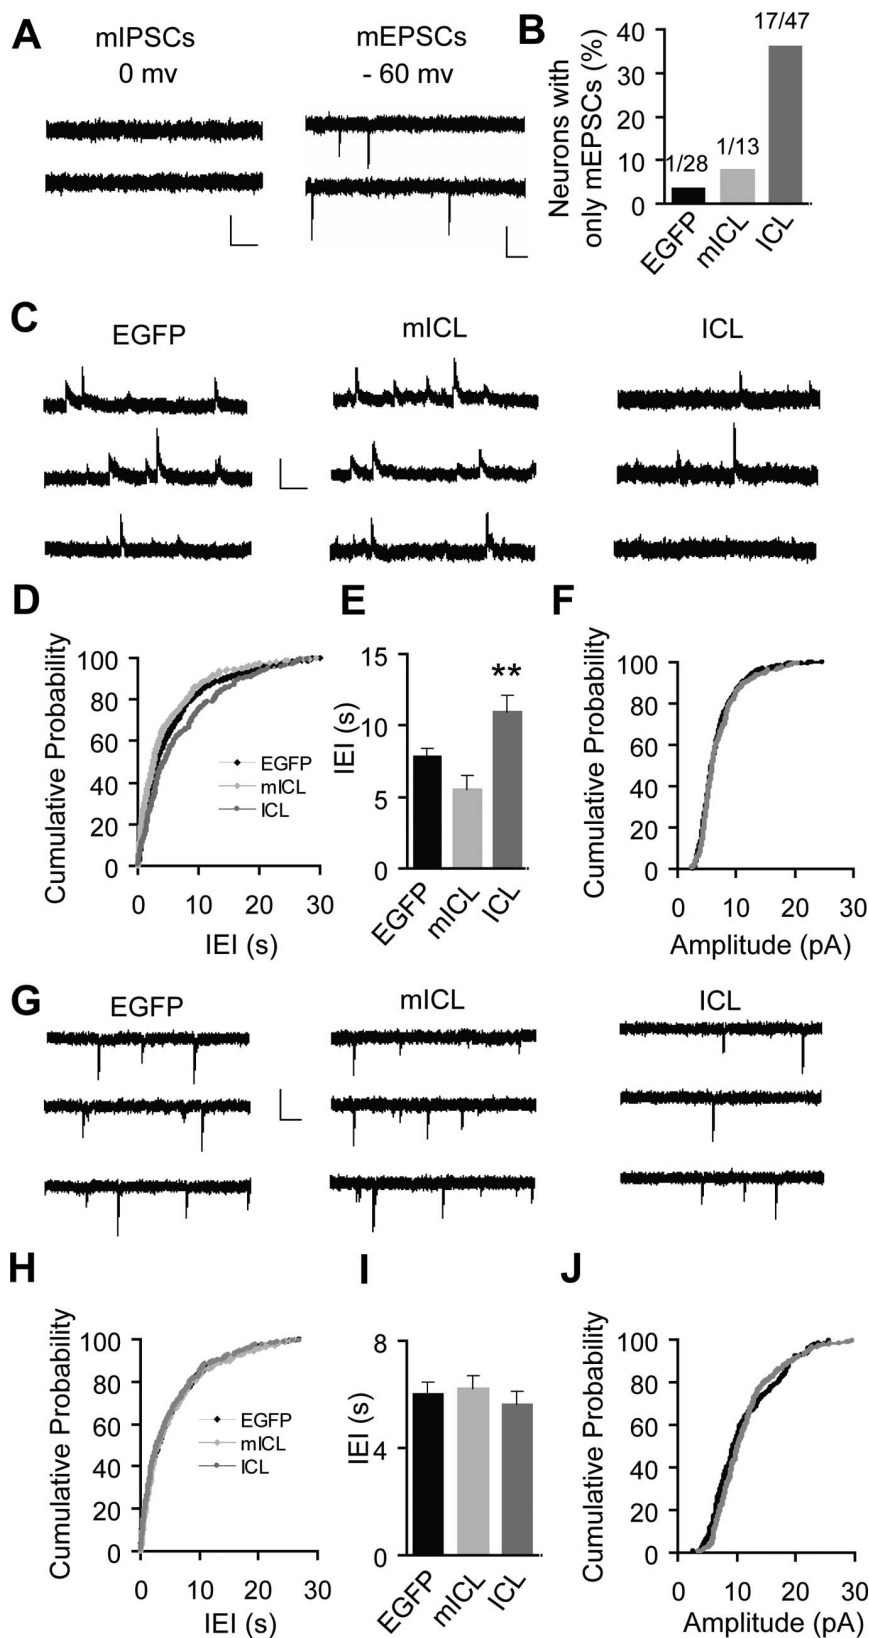 A
mIPSCs
0 mv
mEPSCs
- 60 mv
B
Neurons with
only mEPSCs (%)
40
30
20
10
0
1/28
1/13
17/47
EGFP
mICL
ICL
C
EGFP
mICL
ICL
D
Cumulative Probability
100
80
60
40
20
0
EGFP
mICL
ICL
0
10
20
30
IEI (s)
E
IEI (s)
15
10
5
0
**
EGFP
mICL
ICL
F
Cumulative Probability
100
80
60
40
20
0
0
10
20
30
Amplitude (pA)
G
EGFP
mICL
ICL
H
Cumulative Probability
100
80
60
40
20
0
EGFP
mICL
ICL
0
10
20
30
IEI (s)
I
IEI (s)
8
4
0
EGFP
mICL
ICL
J
Cumulative Probability
100
80
60
40
20
0
0
10
20
30
Amplitude (pA)